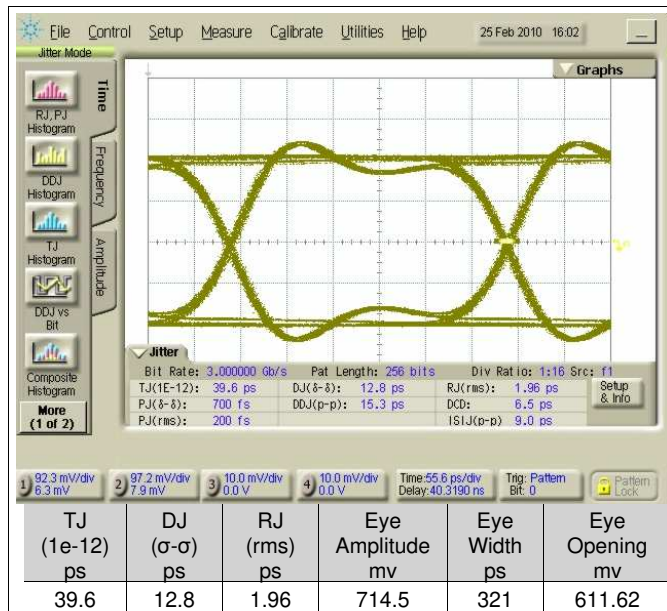 File Control Setup Measure Calibrate Utilities Help 25 Feb 2010 16:02
Jitter Mode
Graphs
Time
Frequency
Amplitude
RJ, PJ
Histogram
DDJ
Histogram
TJ
Histogram
DDJ vs
Bit
Composite
Histogram
More
(1 of 2)
Jitter
Bit Rate: 3.000000 Gb/s Pat Length: 256 bits Div Ratio: 1:16 Src: f1
TJ(1E-12): 39.6 ps DJ(δ-δ): 12.8 ps RJ(rms): 1.96 ps
PJ(δ-δ): 700 fs DDJ(p-p): 15.3 ps DCD: 6.5 ps
PJ(rms): 200 fs ISIJ(p-p) 9.0 ps
Setup
& Info
1 92.3 mV/div 6.3 mV
2 97.2 mV/div 7.9 mV
3 10.0 mV/div 0.0 V
4 10.0 mV/div 0.0 V
Time:55.6 ps/div
Delay:40.3190 ns
Trig: Pattern
Bit: 0
Pattern
Lock
TJ (1e-12) ps DJ (σ-σ) ps RJ (rms) ps Eye Amplitude mv Eye Width ps Eye Opening mv
39.6 12.8 1.96 714.5 321 611.62